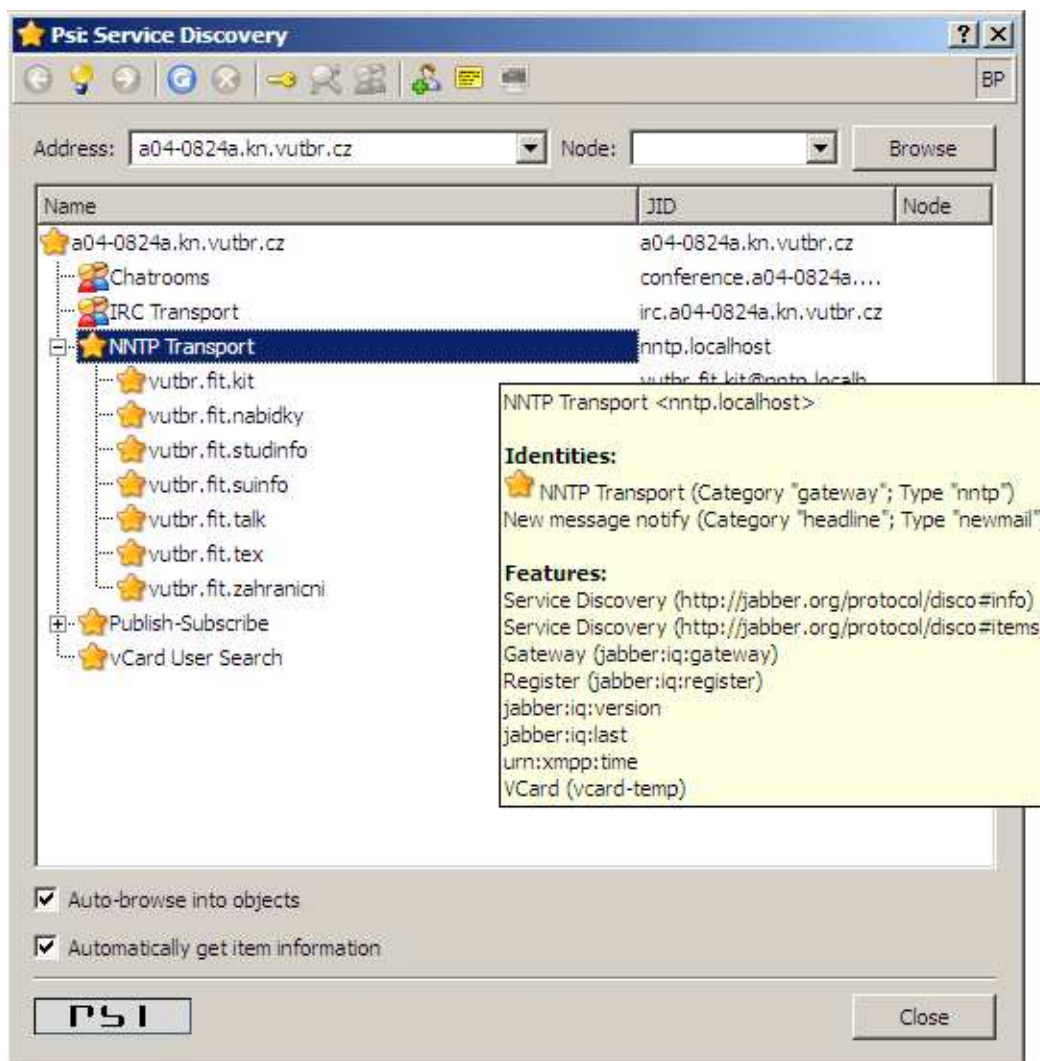 Psi: Service Discovery
BP
Address: a04-0824a.kn.vutbr.cz Node: Browse
Name JID Node
a04-0824a.kn.vutbr.cz a04-0824a.kn.vutbr.cz
Chatrooms conference.a04-0824a....
IRC Transport irc.a04-0824a.kn.vutbr.cz
NNTP Transport nntp.localhost
vutbr.fit.kit vutbr.fit.kit@nntp.localh
vutbr.fit.nabidky
vutbr.fit.studinfo
vutbr.fit.suinfo
vutbr.fit.talk
vutbr.fit.tex
vutbr.fit.zahranicni
Publish-Subscribe
vCard User Search
NNTP Transport <nntp.localhost>
Identities:
NNTP Transport (Category "gateway"; Type "nntp")
New message notify (Category "headline"; Type "newmail"
Features:
Service Discovery (http://jabber.org/protocol/disco#info)
Service Discovery (http://jabber.org/protocol/disco#items
Gateway (jabber:iq:gateway)
Register (jabber:iq:register)
jabber:iq:version
jabber:iq:last
urn:xmpp:time
VCard (vcard-temp)
Auto-browse into objects
Automatically get item information
PSI Close